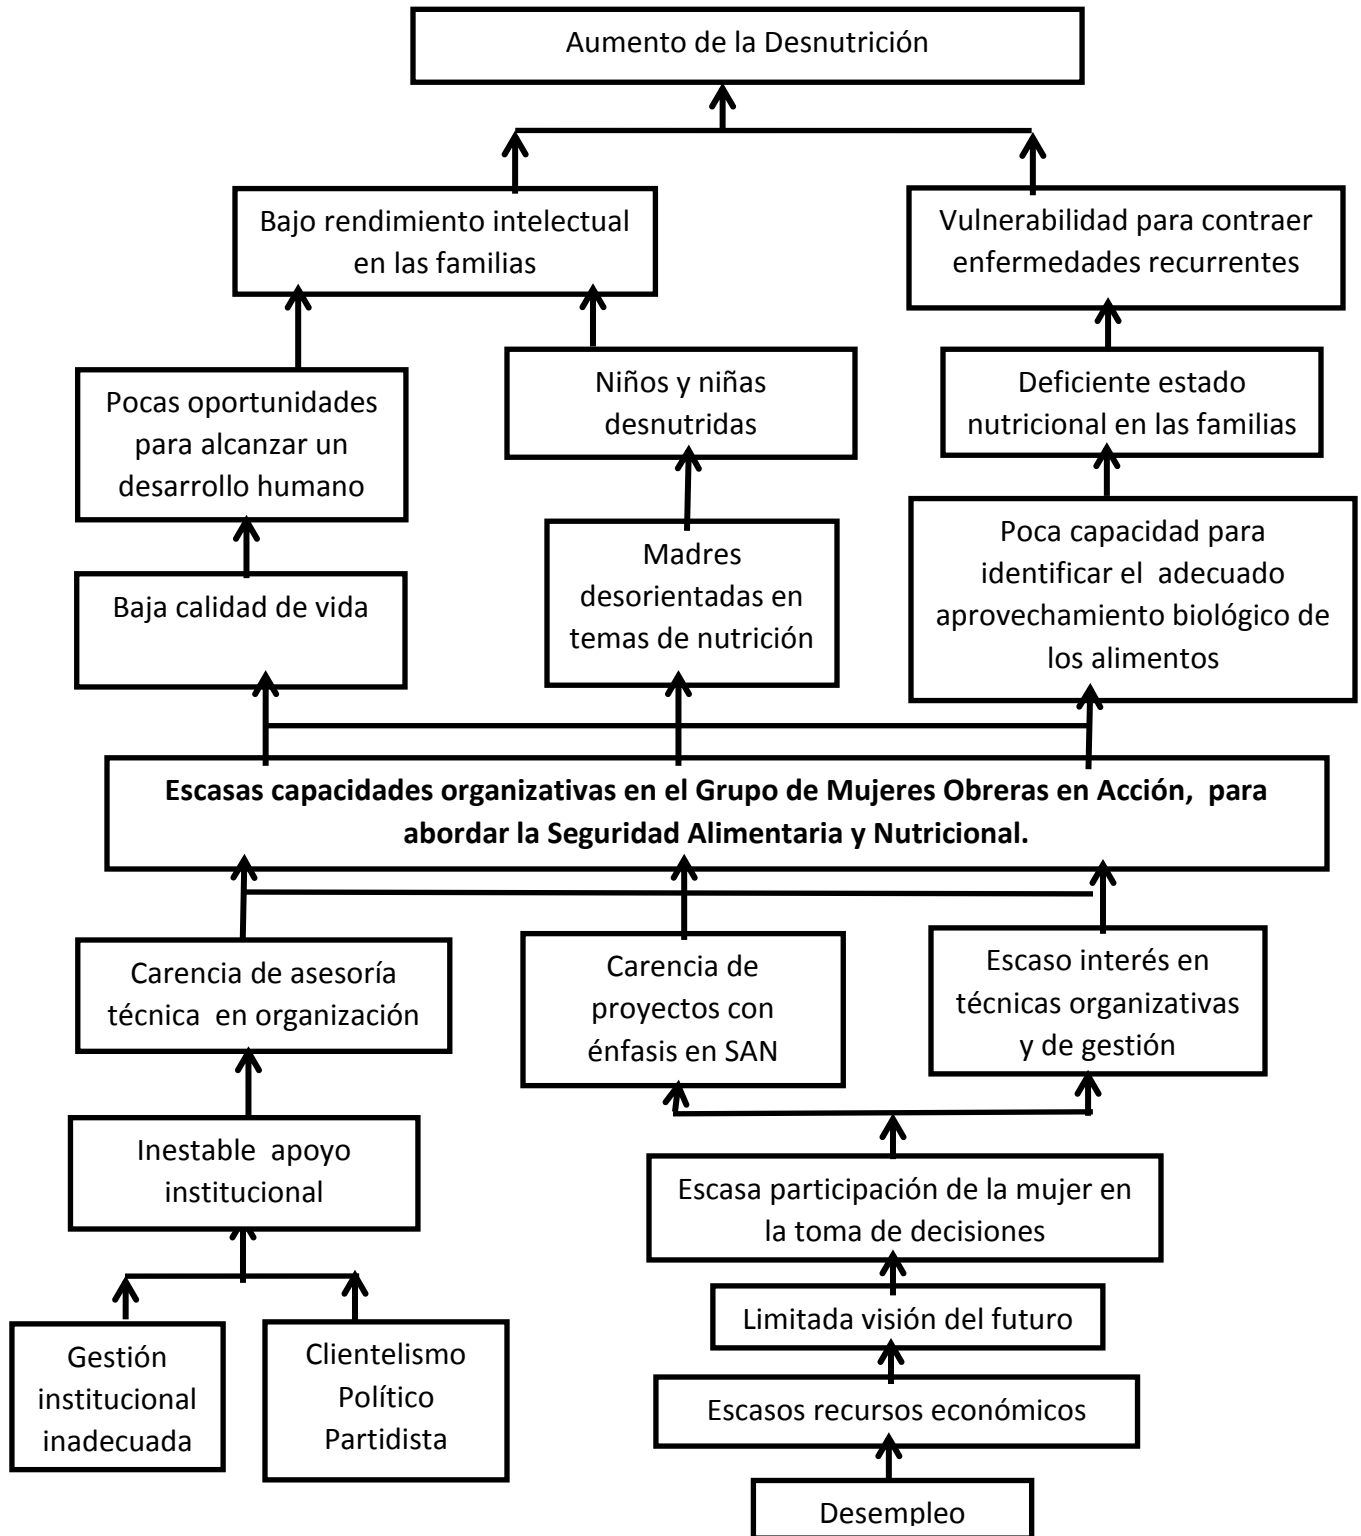 Aumento de la Desnutrición
Bajo rendimiento intelectual
en las familias
Vulnerabilidad para contraer
enfermedades recurrentes
Pocas oportunidades
para alcanzar un
desarrollo humano
Niños y niñas
desnutridas
Deficiente estado
nutricional en las familias
Baja calidad de vida
Madres
desorientadas en
temas de nutrición
Poca capacidad para
identificar el adecuado
aprovechamiento biológico de
los alimentos
Escasas capacidades organizativas en el Grupo de Mujeres Obreras en Acción, para
abordar la Seguridad Alimentaria y Nutricional.
Carencia de asesoría
técnica en organización
Carencia de
proyectos con
énfasis en SAN
Escaso interés en
técnicas organizativas
y de gestión
Inestable apoyo
institucional
Escasa participación de la mujer en
la toma de decisiones
Gestión
institucional
inadecuada
Clientelismo
Político
Partidista
Limitada visión del futuro
Escasos recursos económicos
Desempleo